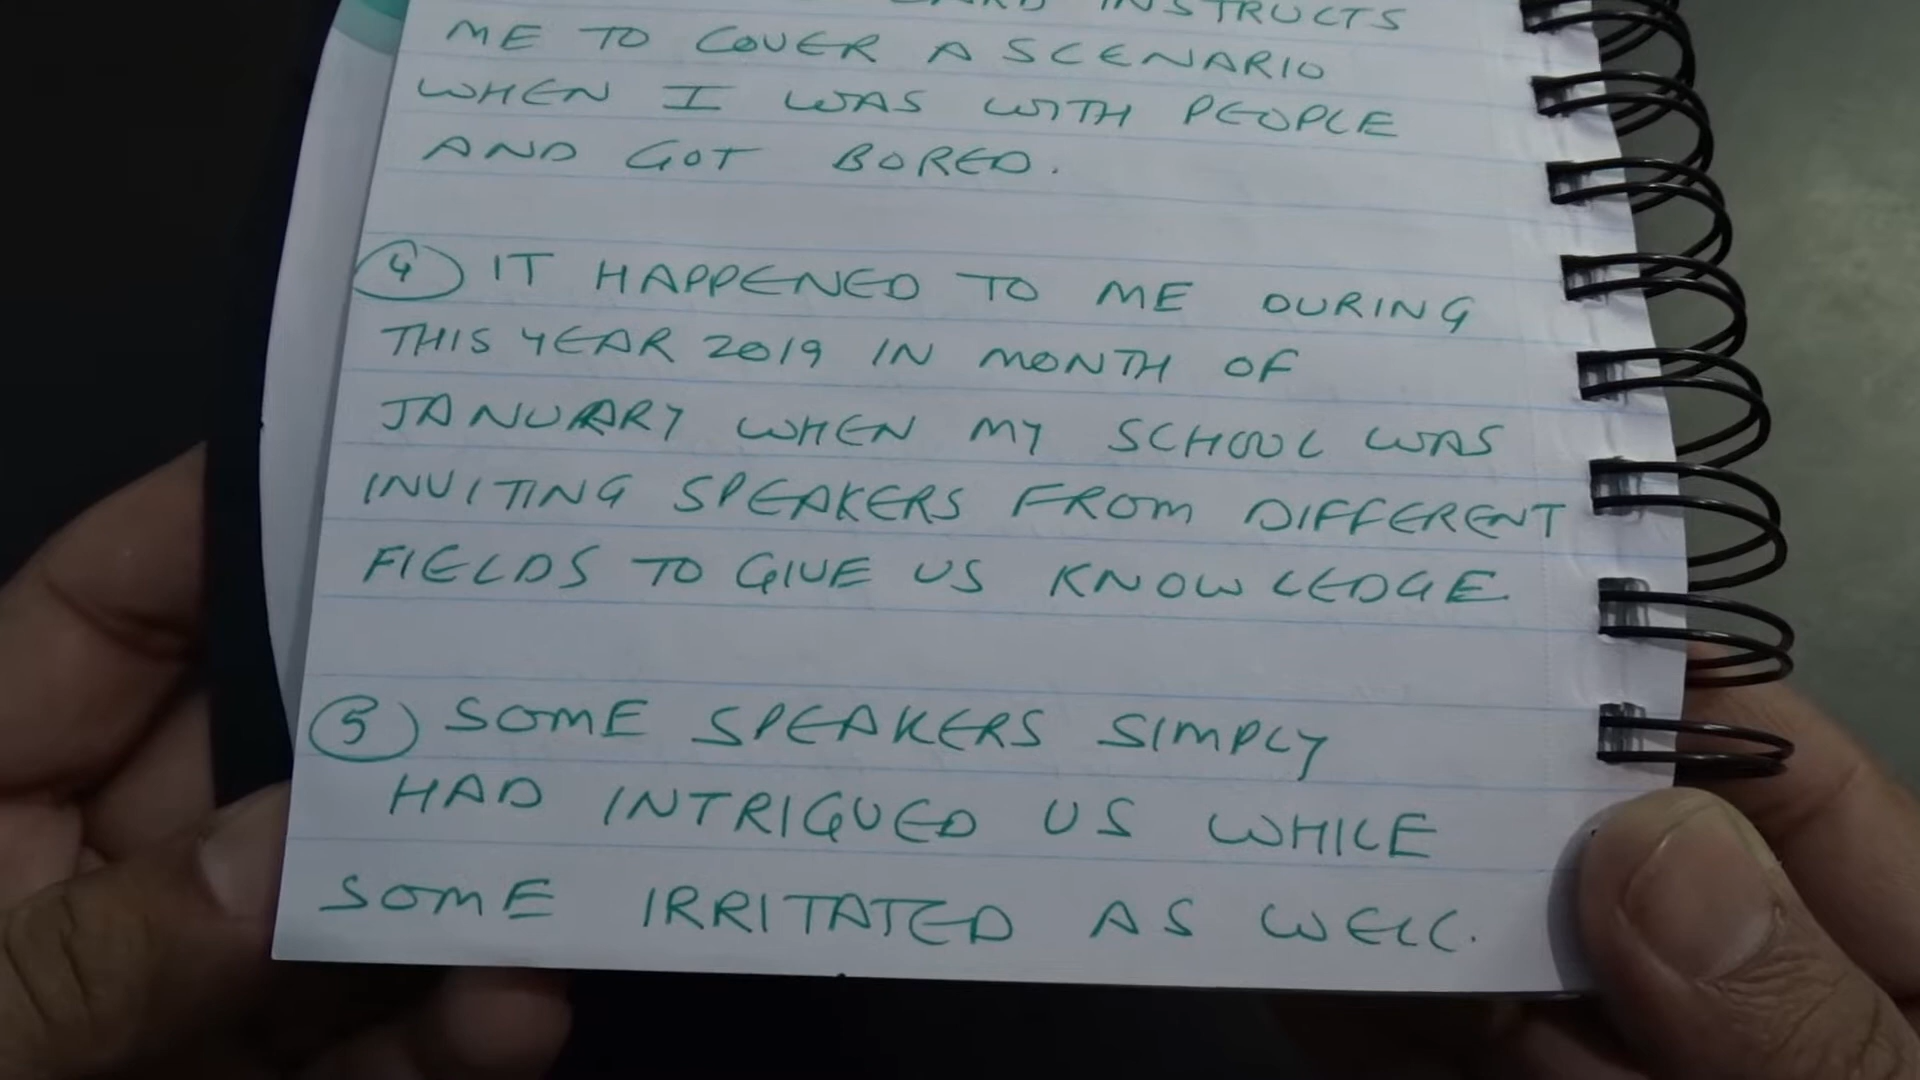 INSTRUCTS
ME TO COVER A SCENARIO
WHEN I WAS WITH PEOPLE
AND GOT BORED.
4 IT HAPPENED TO ME DURING
THIS YEAR 2019 IN MONTH OF
JANUARY WHEN MY SCHOOL WAS
INVITING SPEAKERS FROM DIFFERENT
FIELDS TO GIVE US KNOWLEDGE.
5 SOME SPEAKERS SIMPLY
HAD INTRIGUED US WHILE
SOME IRRITATED AS WELL.